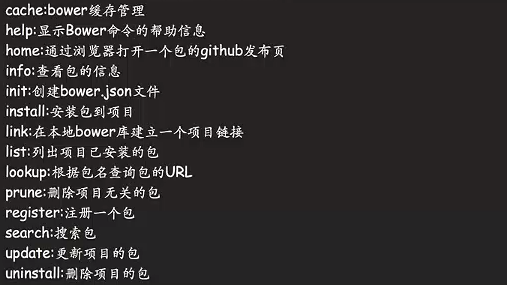 cache:bower缓存管理
help:显示Bower命令的帮助信息
home:通过浏览器打开一个包的github发布页
info:查看包的信息
init:创建bower.json文件
install:安装包到项目
link:在本地bower库建立一个项目链接
list:列出项目已安装的包
lookup:根据包名查询包的URL
prune:删除项目无关的包
register:注册一个包
search:搜索包
update:更新项目的包
uninstall:删除项目的包